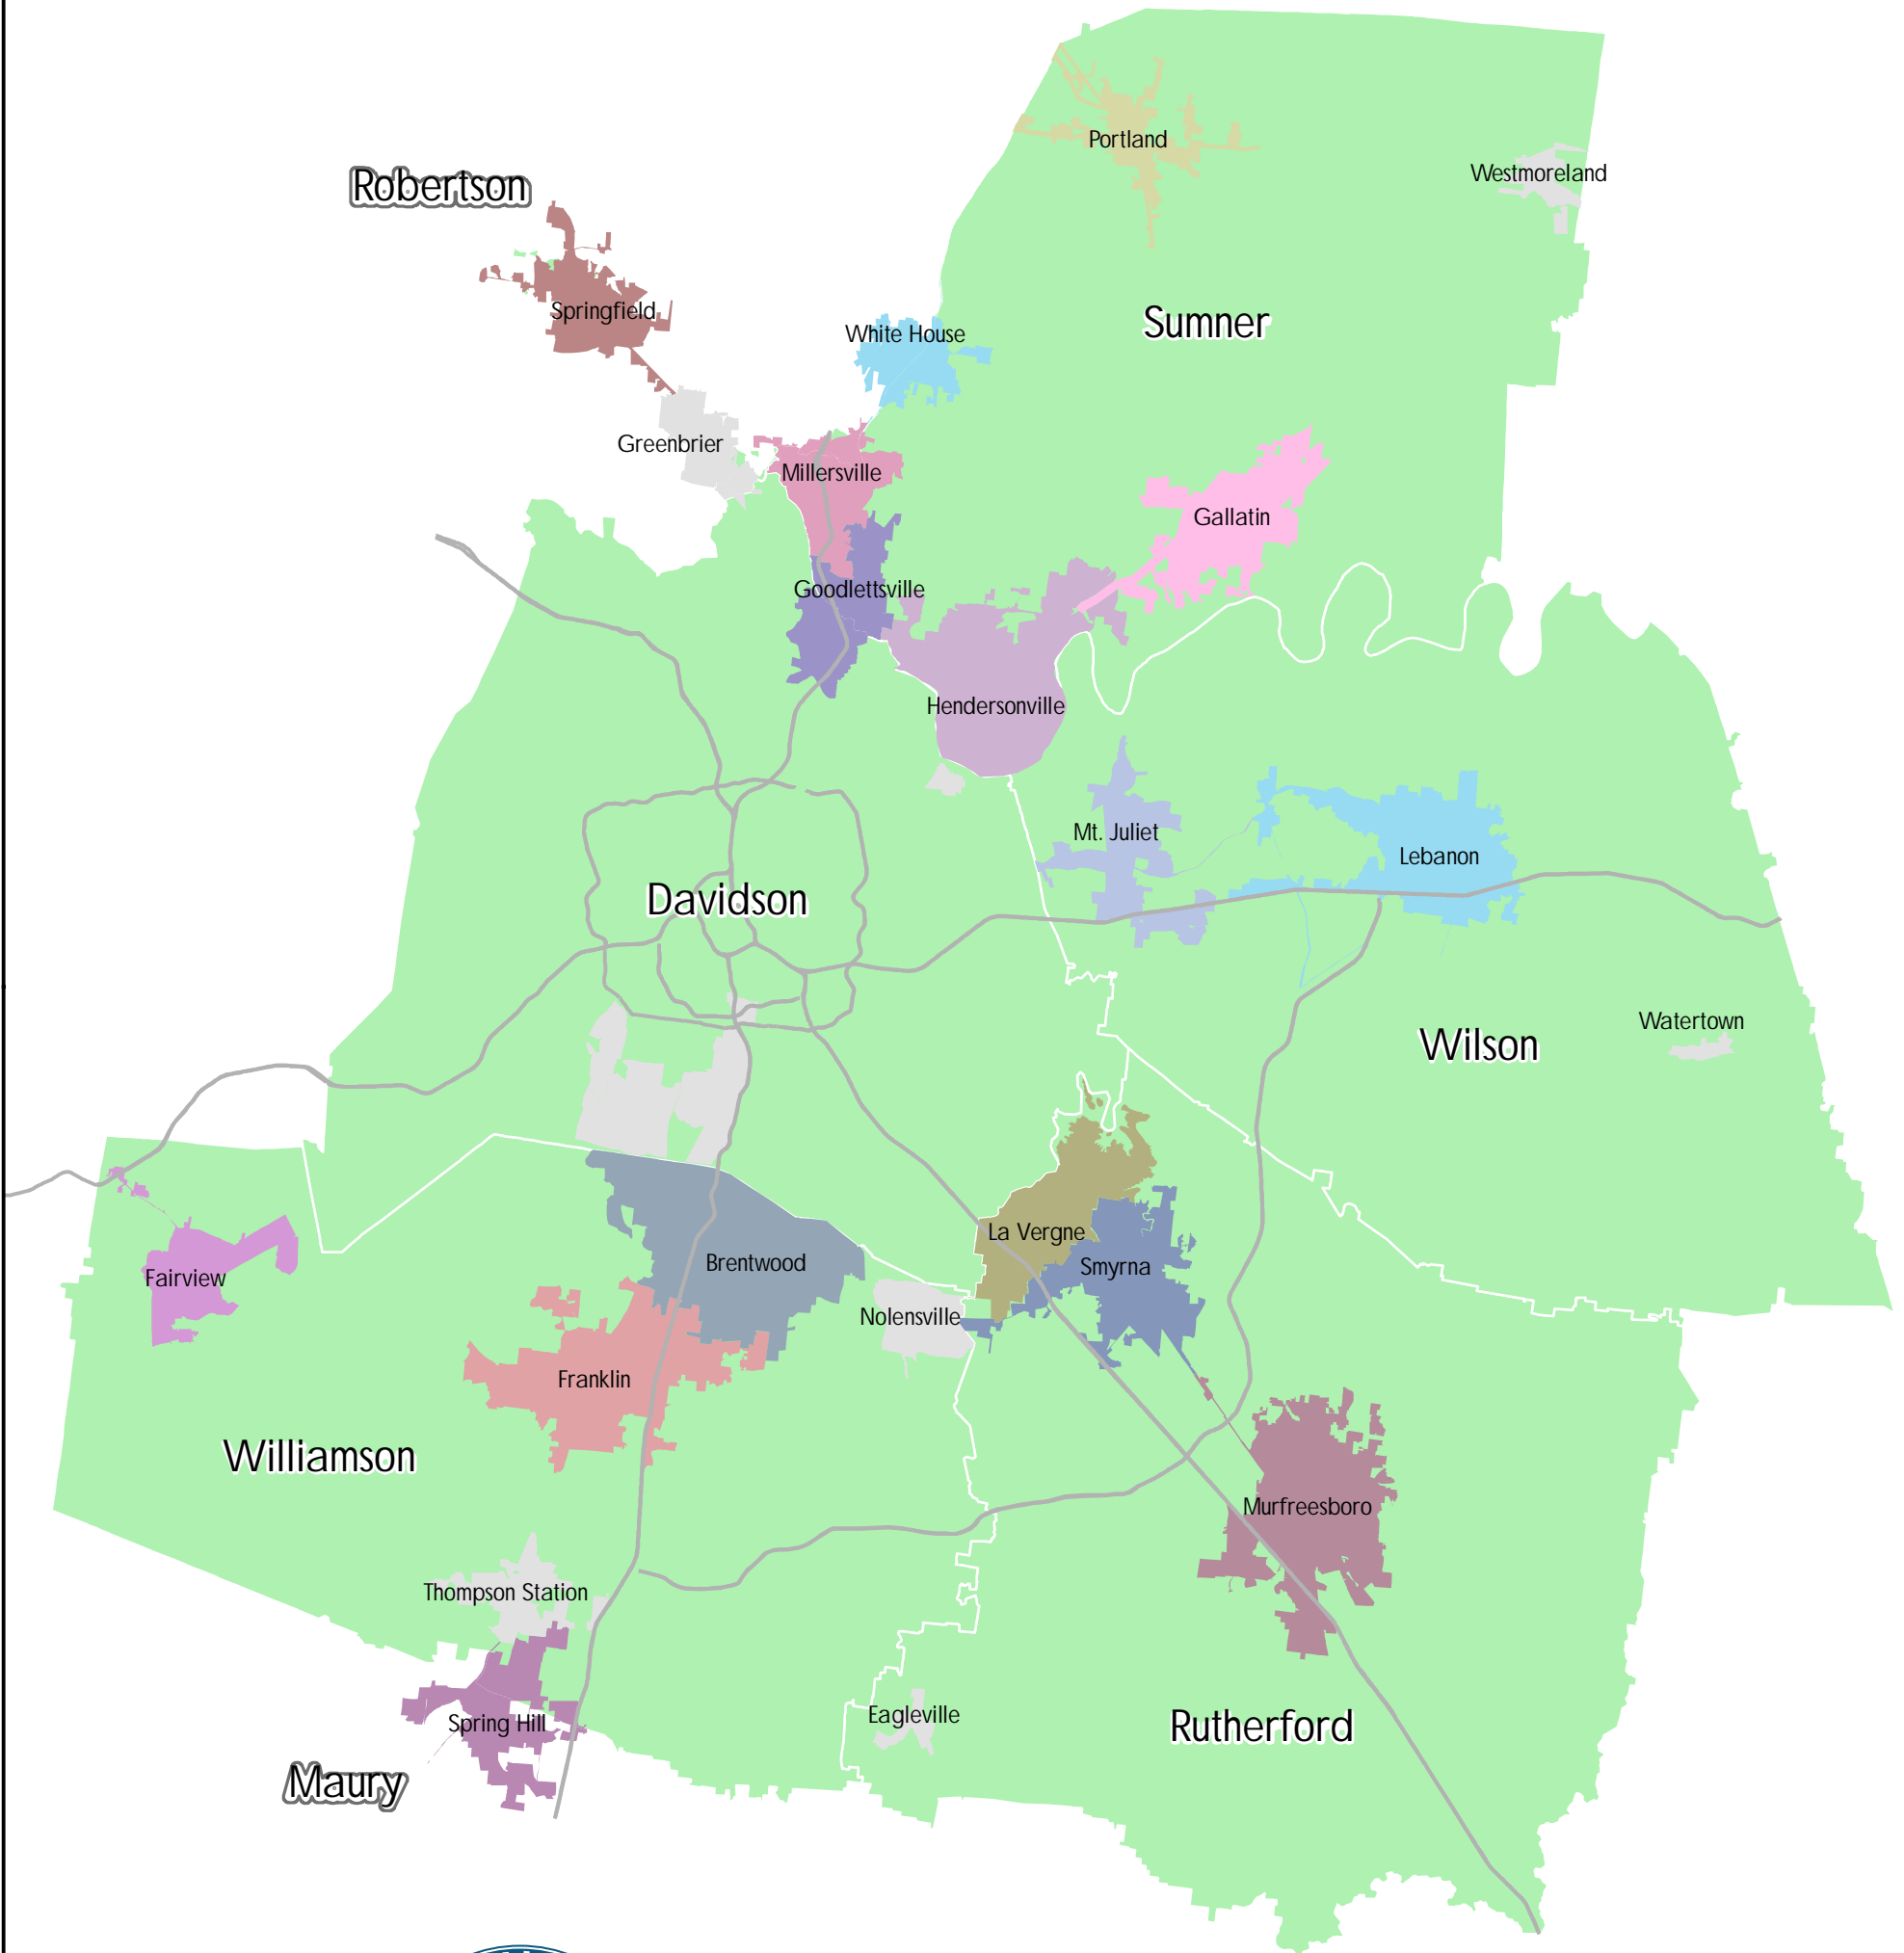 Portland
Westmoreland
Robertson
Springfield
Sumner
White House
Greenbrier
Millersville
Gallatin
Goodlettsville
Hendersonville
Mt. Juliet
Lebanon
Davidson
Watertown
Wilson
La Vergne
Brentwood
Smyrna
Fairview
Nolensville
Franklin
Williamson
Murfreesboro
Thompson Station
Eagleville
Spring Hill
Rutherford
Maury